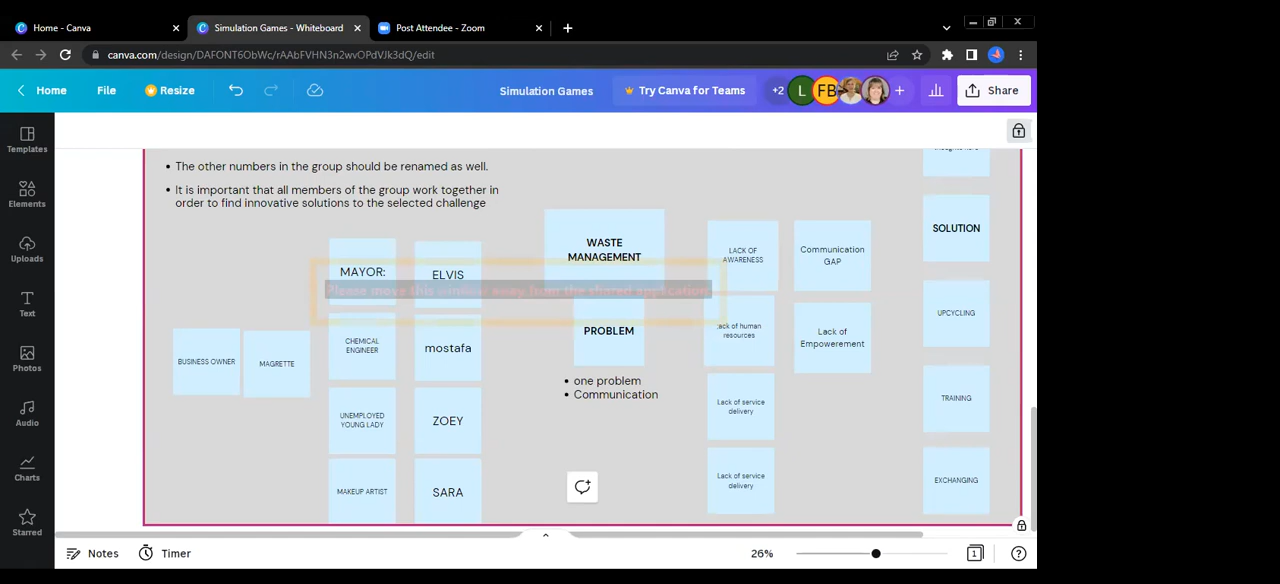 Home - Canva
Simulation Games - Whiteboard
Post Attendee - Zoom
canva.com/design/DAFONT6ObWc/rAAbFVHN3n2wvOPdVJk3dQ/edit
Home
File
Resize
Simulation Games
Try Canva for Teams
+2
L
FB
Share
Templates
Elements
Uploads
Text
Photos
Audio
Charts
Starred
• The other numbers in the group should be renamed as well.
• It is important that all members of the group work together in
order to find innovative solutions to the selected challenge
BUSINESS OWNER
MAGRETTE
MAYOR:
ELVIS
Please move this window away from the shared application
CHEMICAL
ENGINEER
mostafa
UNEMPLOYED
YOUNG LADY
ZOEY
MAKEUP ARTIST
SARA
WASTE
MANAGEMENT
PROBLEM
• one problem
• Communication
LACK OF
AWARENESS
Communication
GAP
Lack of human
resources
Lack of
Empowerement
Lack of service
delivery
Lack of service
delivery
SOLUTION
UPCYCLING
TRAINING
EXCHANGING
Notes
Timer
26%
1